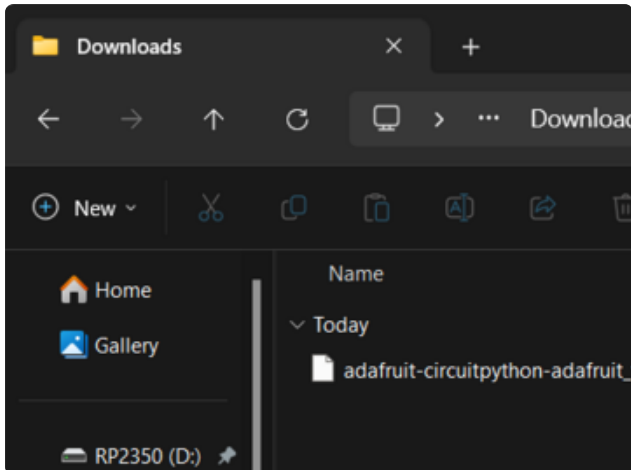 Downloads
Downloa
New
Name
Home
Today
Gallery
adafruit-circuitpython-adafruit_
RP2350 (D:)